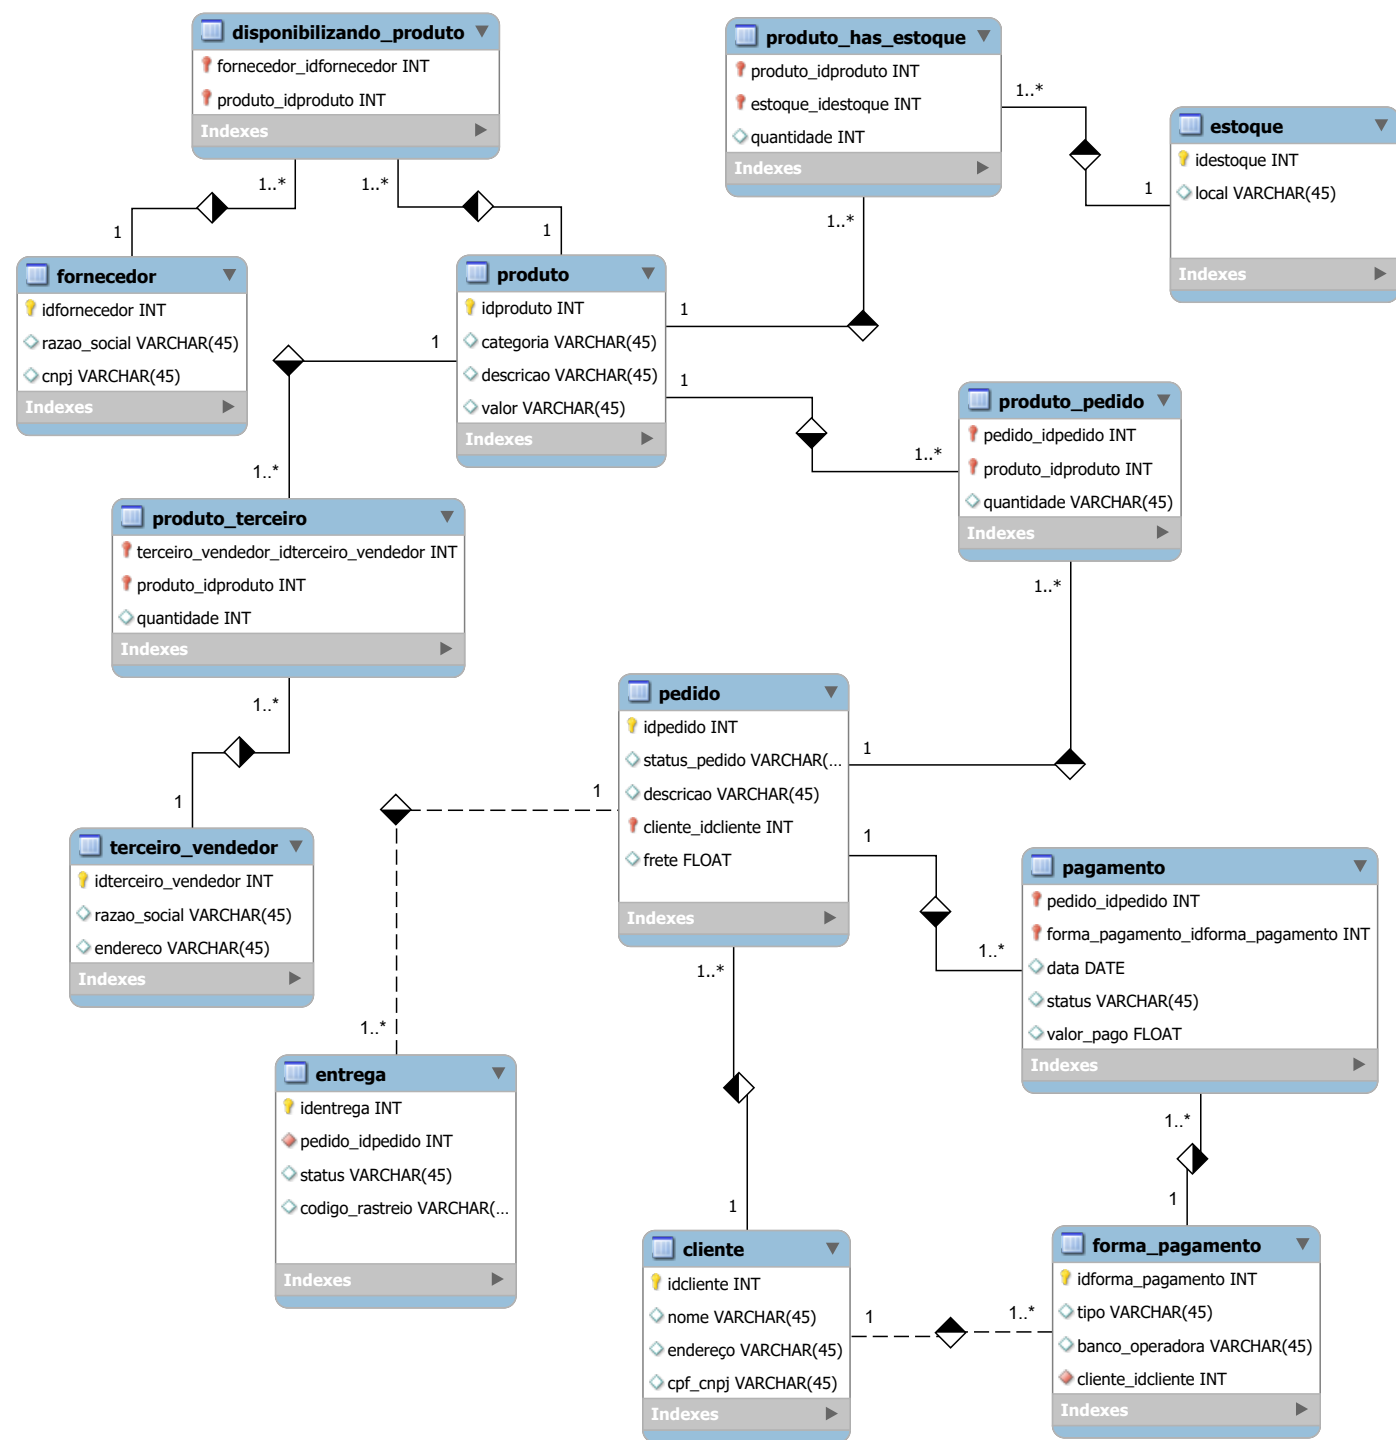 disponibilizando_produto
fornecedor_idfornecedor INT
produto_idproduto INT
Indexes
produto_has_estoque
produto_idproduto INT
estoque_idestoque INT
quantidade INT
Indexes
1..*
estoque
idestoque INT
local VARCHAR(45)
Indexes
1
1..*
1..*
1..*
1
1
fornecedor
idfornecedor INT
razao_social VARCHAR(45)
cnpj VARCHAR(45)
Indexes
produto
idproduto INT
categoria VARCHAR(45)
descricao VARCHAR(45)
valor VARCHAR(45)
Indexes
1
1
1
1..*
produto_pedido
pedido_idpedido INT
produto_idproduto INT
quantidade VARCHAR(45)
Indexes
1..*
1..*
produto_terceiro
terceiro_vendedor_idterceiro_vendedor INT
produto_idproduto INT
quantidade INT
Indexes
1..*
1
pedido
idpedido INT
status_pedido VARCHAR(...
descricao VARCHAR(45)
cliente_idcliente INT
frete FLOAT
Indexes
1
1
1
terceiro_vendedor
idterceiro_vendedor INT
razao_social VARCHAR(45)
endereco VARCHAR(45)
Indexes
pagamento
pedido_idpedido INT
forma_pagamento_idforma_pagamento INT
data DATE
status VARCHAR(45)
valor_pago FLOAT
Indexes
1..*
1..*
1..*
entrega
identrega INT
pedido_idpedido INT
status VARCHAR(45)
codigo_rastreio VARCHAR(...
Indexes
1..*
1
1
cliente
idcliente INT
nome VARCHAR(45)
endereço VARCHAR(45)
cpf_cnpj VARCHAR(45)
Indexes
1
1..*
forma_pagamento
idforma_pagamento INT
tipo VARCHAR(45)
banco_operadora VARCHAR(45)
cliente_idcliente INT
Indexes